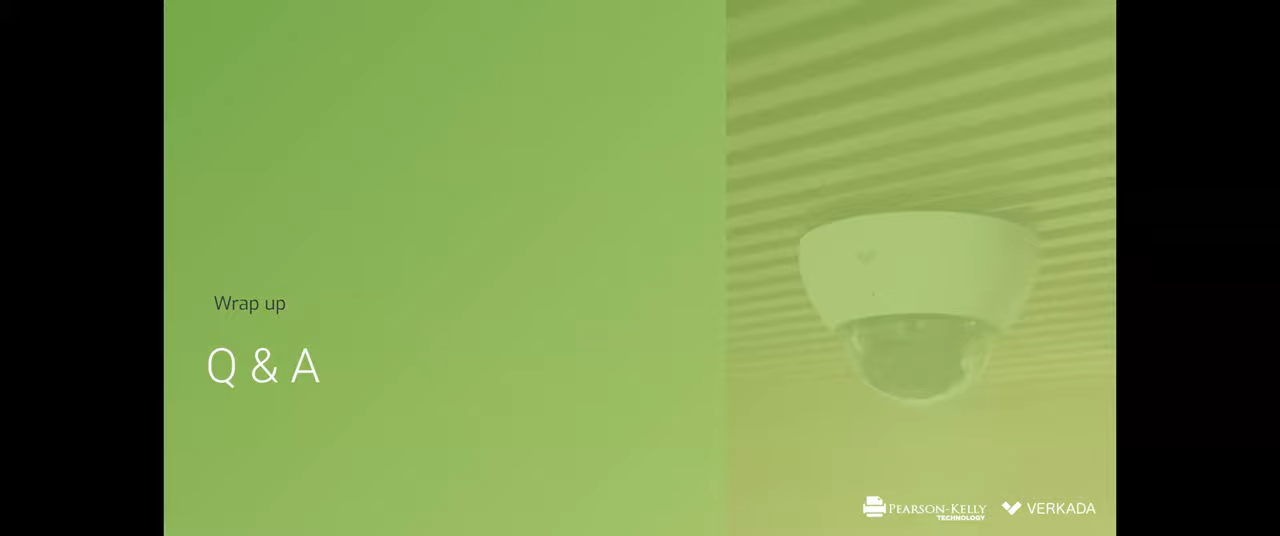 Wrap up
Q & A
PEARSON-KELLY
TECHNOLOGY
VERKADA